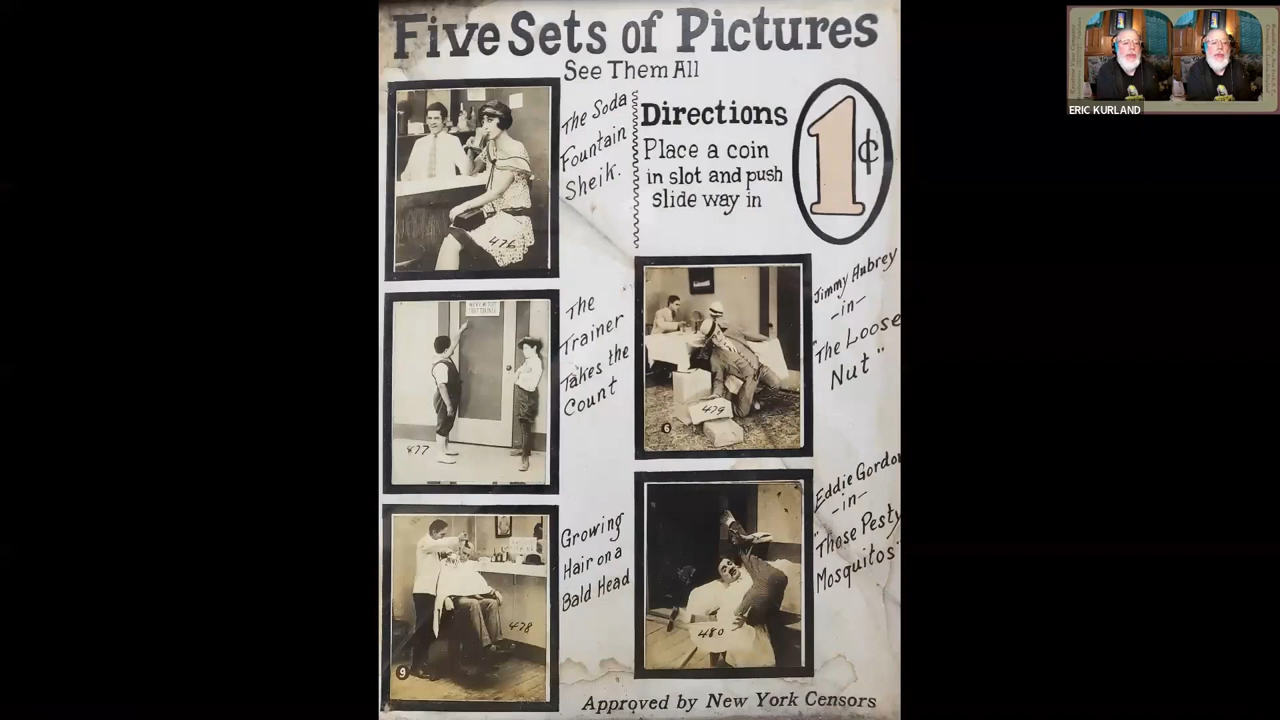 Five Sets of Pictures
See Them All
The Soda
Fountain
Sheik.
Directions
Place a coin
in slot and push
slide way in
1¢
476
The
Trainer
Takes the
Count
477
Growing
Hair on a
Bald Head
478
9
Jimmy Aubrey
-in-
"The Loose
Nut"
479
6
Eddie Gordon
-in-
"Those Pesty
Mosquitos"
480
Approved by New York Censors
ERIC KURLAND